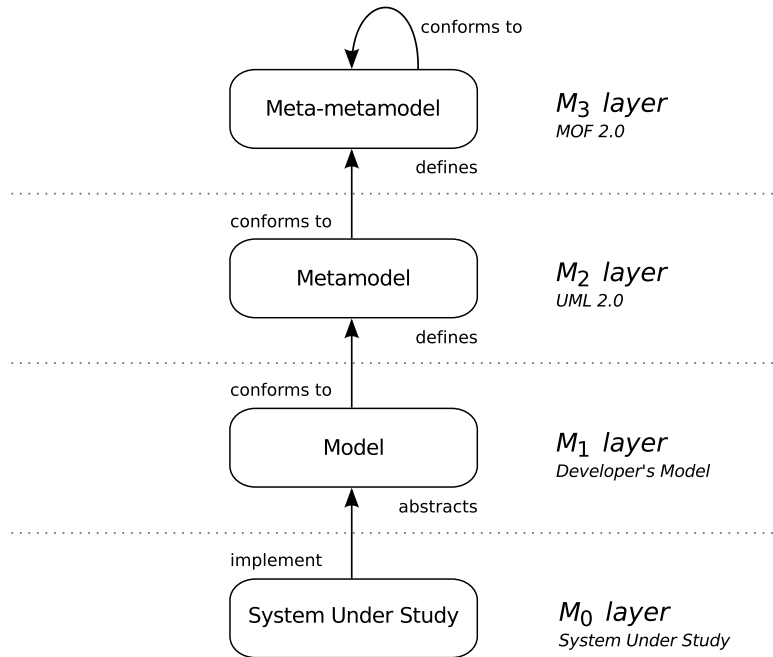 conforms to
Meta-metamodel
M3 layer
MOF 2.0
defines
conforms to
Metamodel
M2 layer
UML 2.0
defines
conforms to
Model
M1 layer
Developer's Model
abstracts
implement
System Under Study
M0 layer
System Under Study